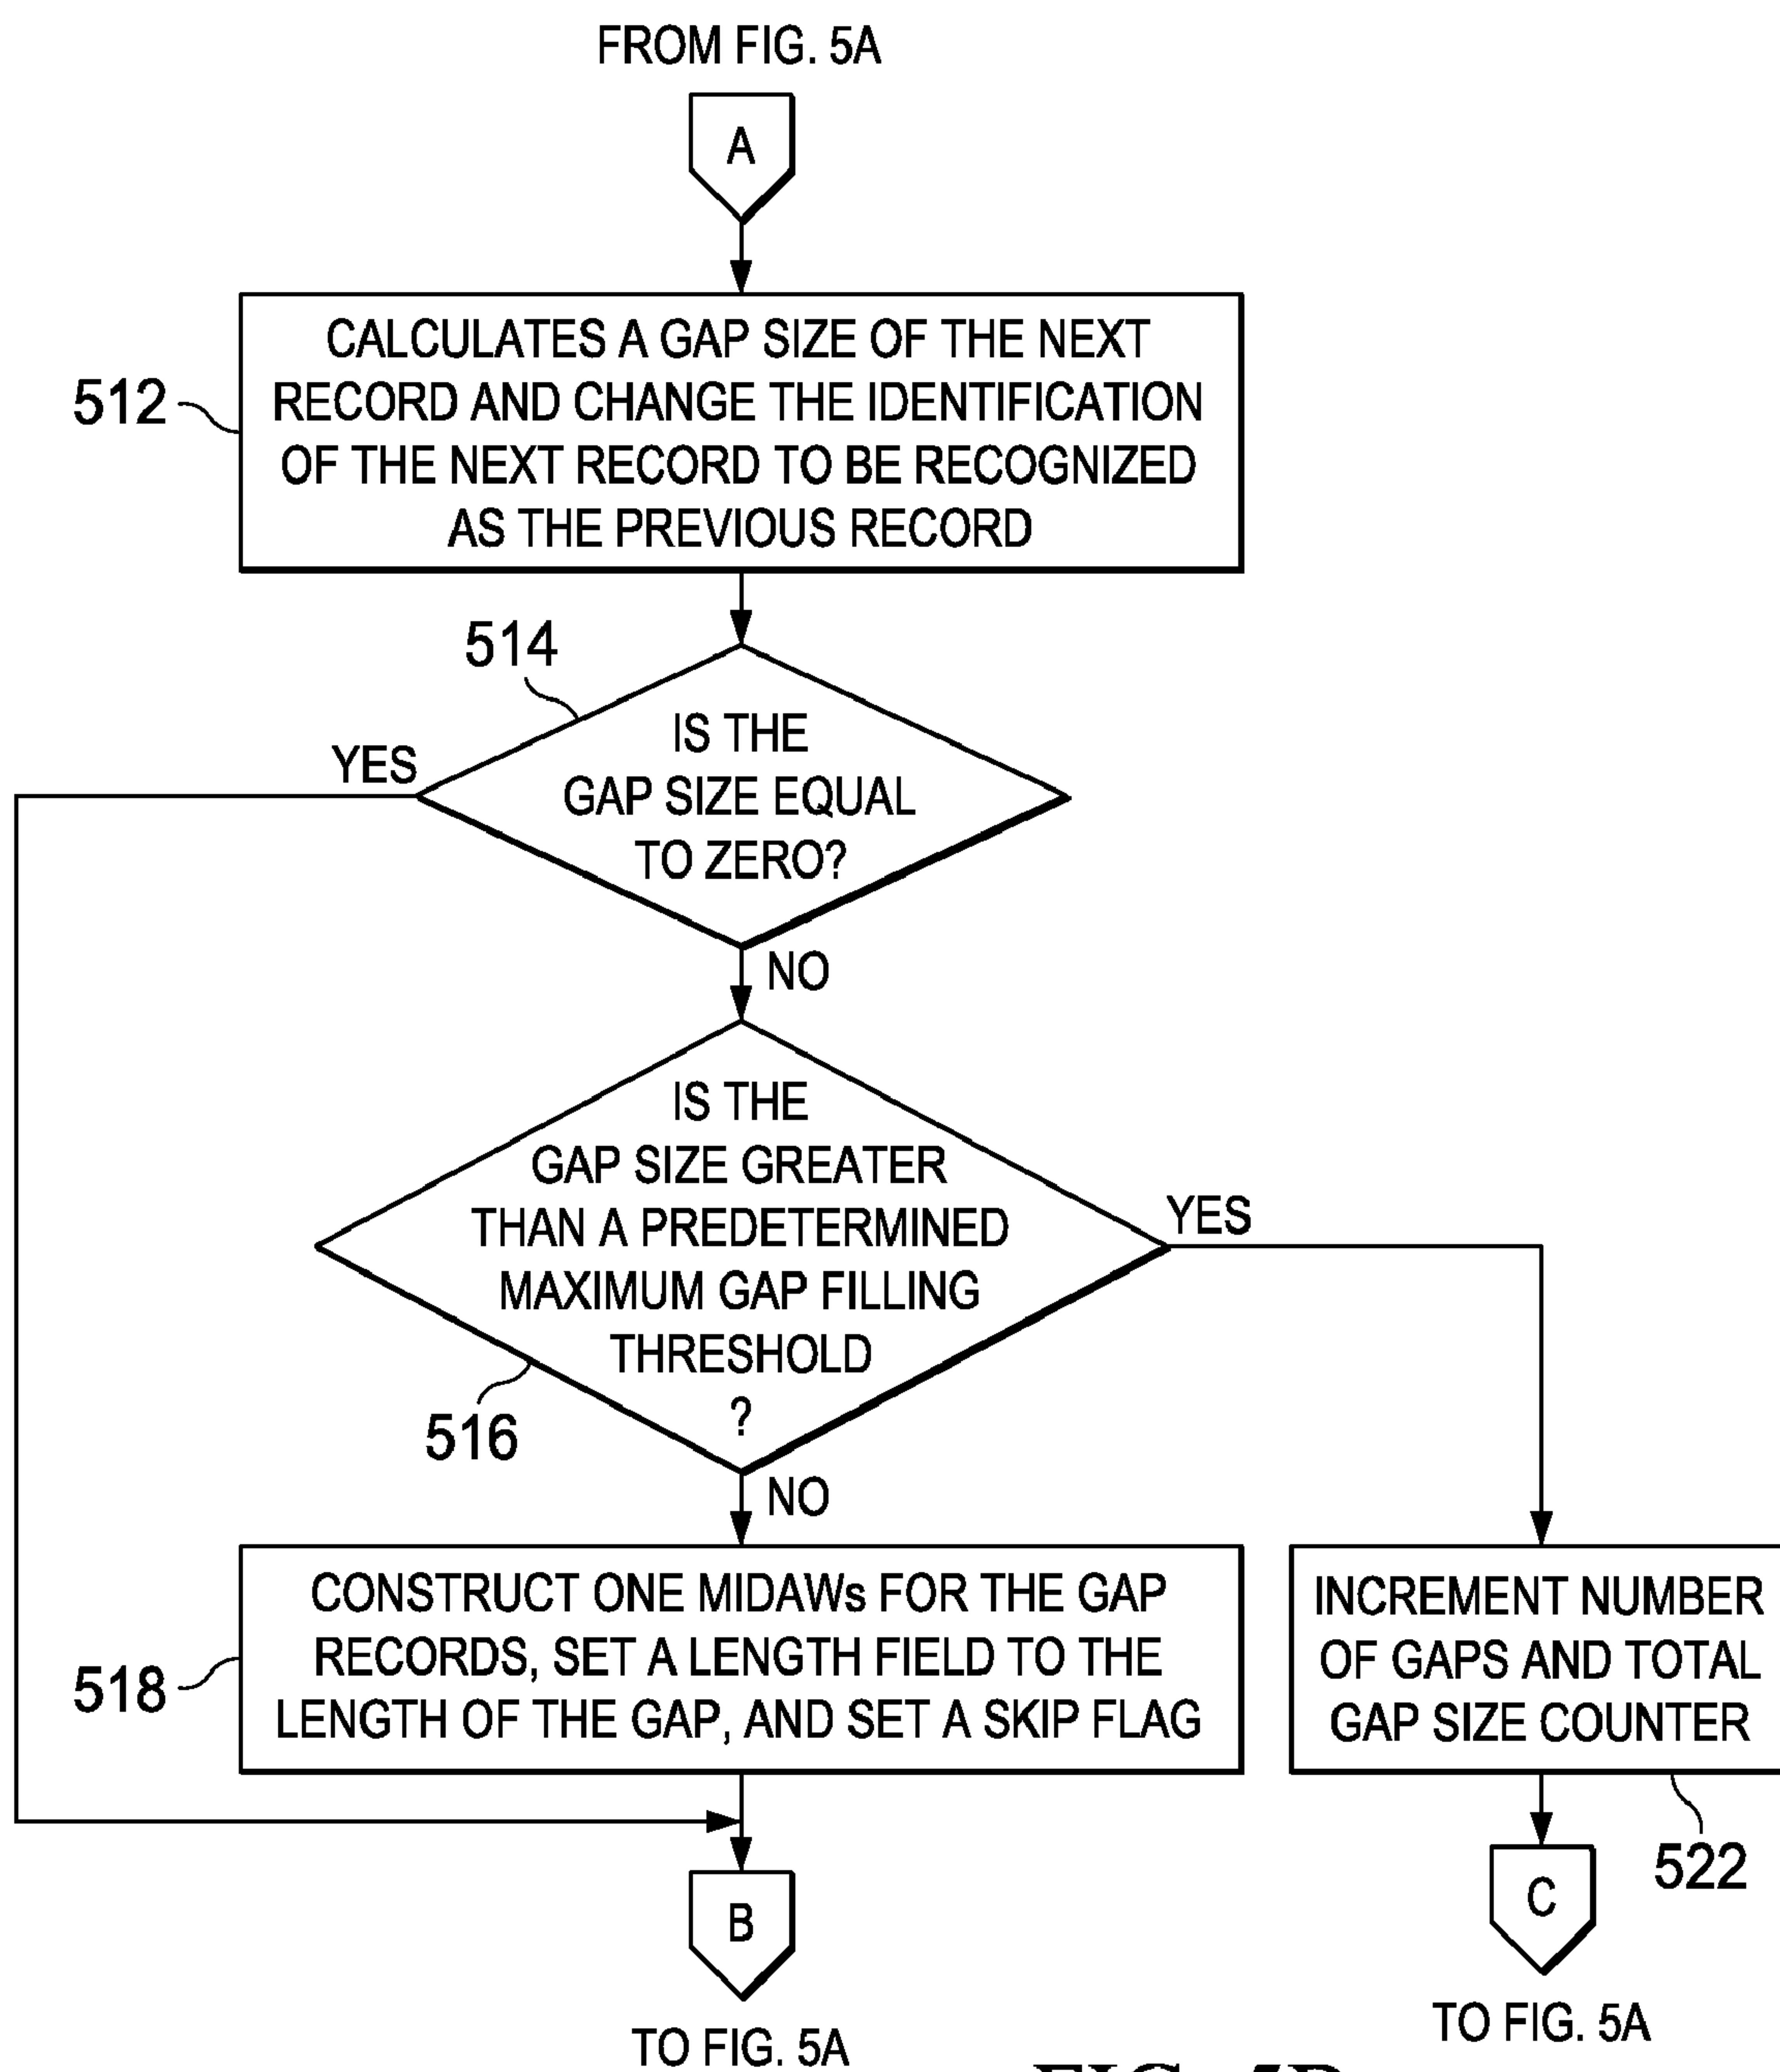 FROM FIG. 5A
A
512
CALCULATES A GAP SIZE OF THE NEXT
RECORD AND CHANGE THE IDENTIFICATION
OF THE NEXT RECORD TO BE RECOGNIZED
AS THE PREVIOUS RECORD
514
YES
IS THE
GAP SIZE EQUAL
TO ZERO?
NO
IS THE
GAP SIZE GREATER
THAN A PREDETERMINED
MAXIMUM GAP FILLING
THRESHOLD
?
YES
516
NO
518
CONSTRUCT ONE MIDAWs FOR THE GAP
RECORDS, SET A LENGTH FIELD TO THE
LENGTH OF THE GAP, AND SET A SKIP FLAG
INCREMENT NUMBER
OF GAPS AND TOTAL
GAP SIZE COUNTER
522
B
TO FIG. 5A
C
TO FIG. 5A